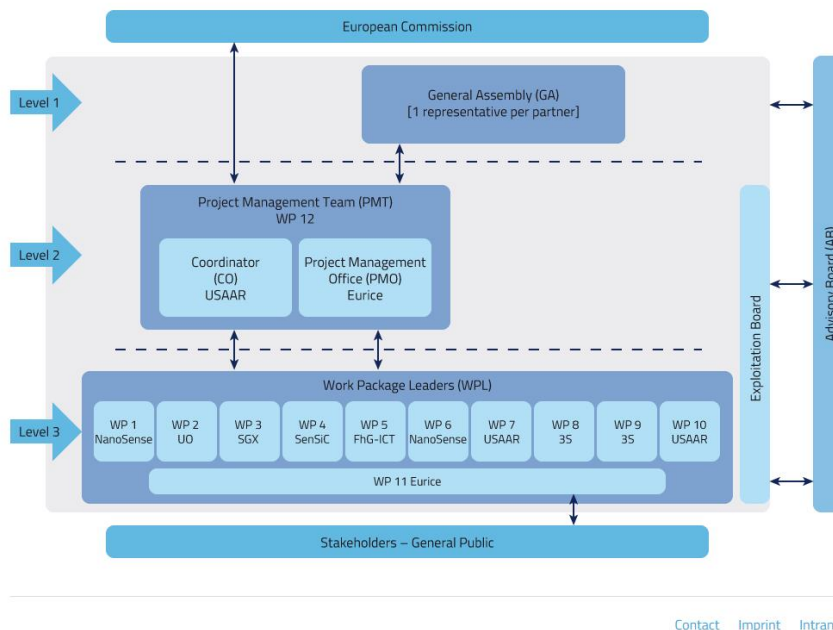 European Commission
Level 1
General Assembly (GA)
[1 representative per partner]
Project Management Team (PMT)
WP 12
Level 2
Coordinator
(CO)
USAAR
Project Management
Office (PMO)
Eurice
Exploitation Board
Advisory Board (AB)
Work Package Leaders (WPL)
Level 3
WP 1
NanoSense
WP 2
UO
WP 3
SGX
WP 4
SenSiC
WP 5
FhG-ICT
WP 6
NanoSense
WP 7
USAAR
WP 8
3S
WP 9
3S
WP 10
USAAR
WP 11 Eurice
Stakeholders – General Public
Contact Imprint